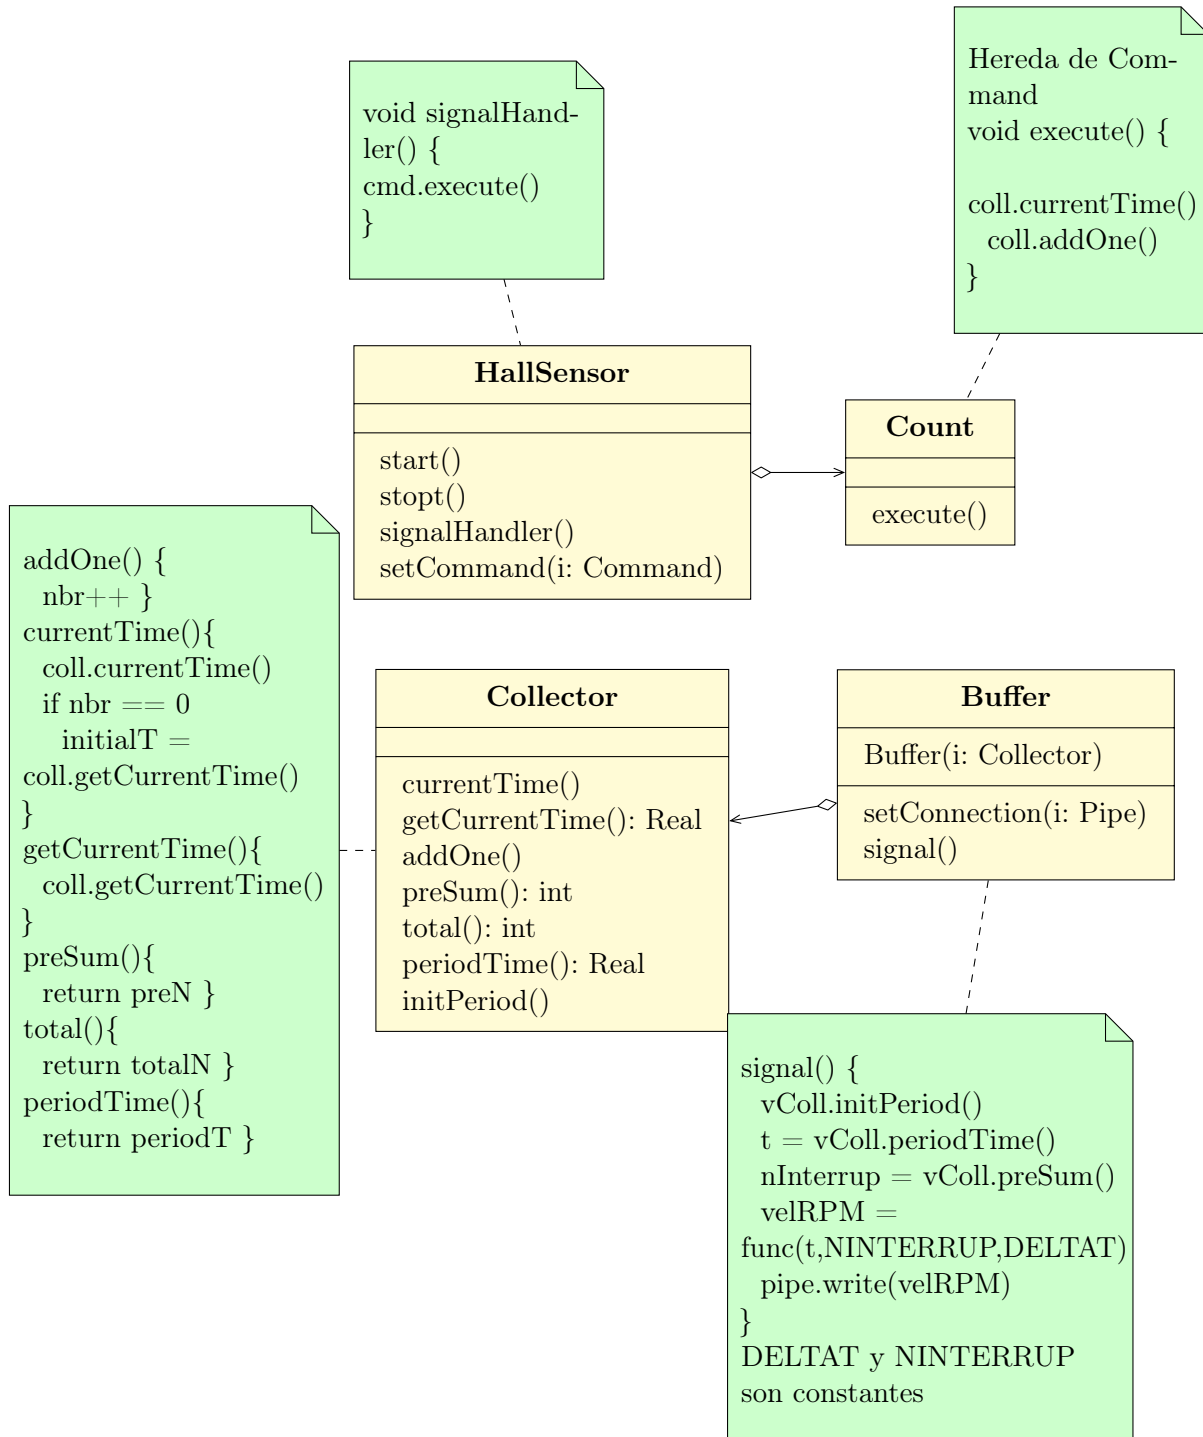 Hereda de Com-
mand
void execute() {
coll.currentTime()
coll.addOne()
}
void signalHand-
ler() {
cmd.execute()
}
HallSensor
start()
stopt()
signalHandler()
setCommand(i: Command)
Count
execute()
addOne() {
nbr++ }
currentTime(){
coll.currentTime()
if nbr == 0
initialT =
coll.getCurrentTime()
}
getCurrentTime(){
coll.getCurrentTime()
}
preSum(){
return preN }
total(){
return totalN }
periodTime(){
return periodT }
Collector
currentTime()
getCurrentTime(): Real
addOne()
preSum(): int
total(): int
periodTime(): Real
initPeriod()
Buffer
Buffer(i: Collector)
setConnection(i: Pipe)
signal()
signal() {
vColl.initPeriod()
t = vColl.periodTime()
nInterrup = vColl.preSum()
velRPM =
func(t,NINTERRUP,DELTAT)
pipe.write(velRPM)
}
DELTAT y NINTERRUP
son constantes